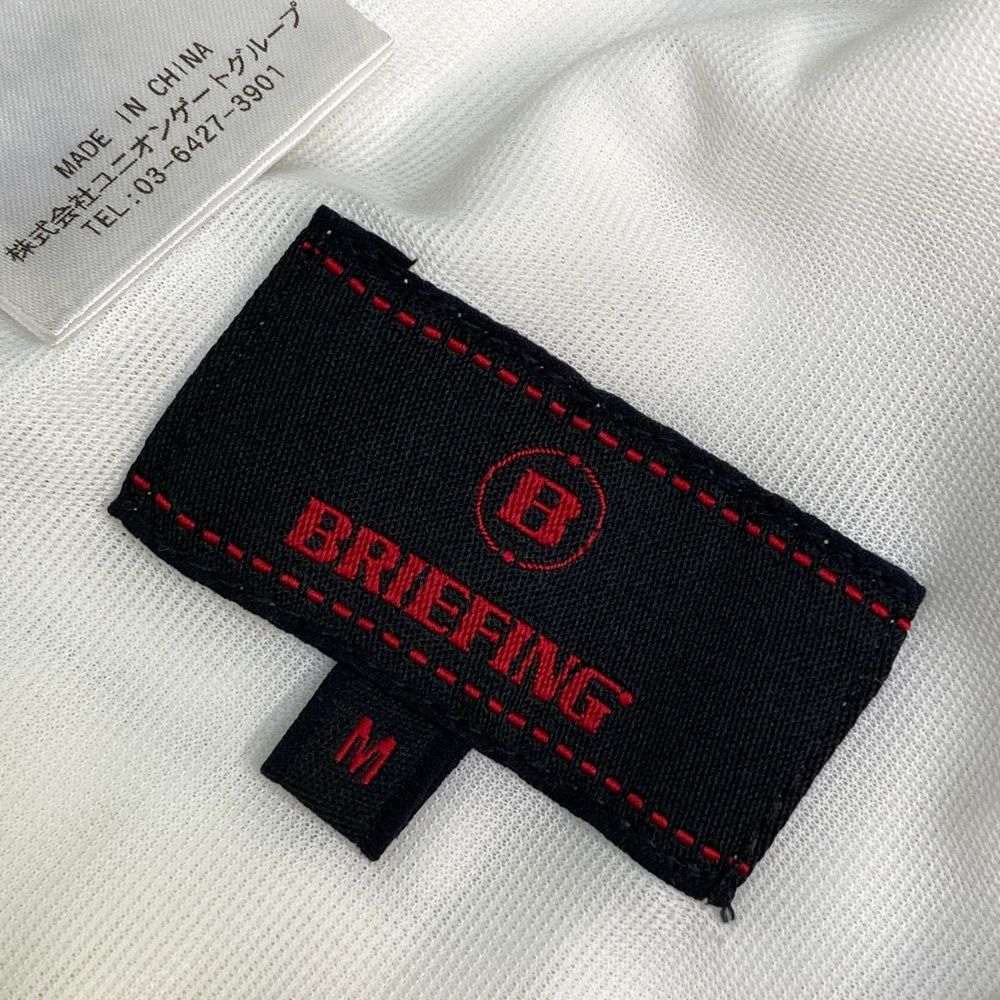 MADE IN CHINA
株式会社ユニオンゲートグループ
TEL:03-6427-3901
B
BRIEFING
M